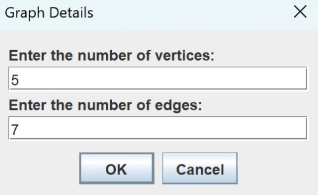 Graph Details
Enter the number of vertices:
5
Enter the number of edges:
7
OK Cancel